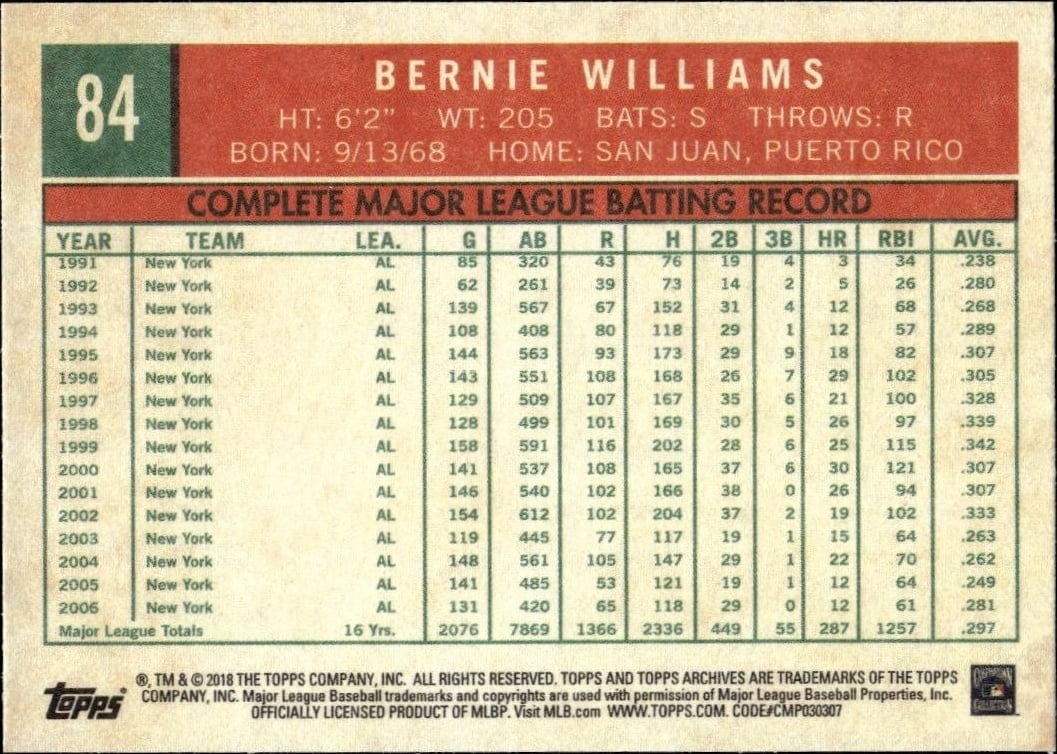 84
BERNIE WILLIAMS
HT: 6'2" WT: 205 BATS: S THROWS: R
BORN: 9/13/68 HOME: SAN JUAN, PUERTO RICO
COMPLETE MAJOR LEAGUE BATTING RECORD
YEAR TEAM LEA. G AB R H 2B 3B HR RBI AVG.
1991 New York AL 85 320 43 76 19 4 3 34 .238
1992 New York AL 62 261 39 73 14 2 5 26 .280
1993 New York AL 139 567 67 152 31 4 12 68 .268
1994 New York AL 108 408 80 118 29 1 12 57 .289
1995 New York AL 144 563 93 173 29 9 18 82 .307
1996 New York AL 143 551 108 168 26 7 29 102 .305
1997 New York AL 129 509 107 167 35 6 21 100 .328
1998 New York AL 128 499 101 169 30 5 26 97 .339
1999 New York AL 158 591 116 202 28 6 25 115 .342
2000 New York AL 141 537 108 165 37 6 30 121 .307
2001 New York AL 146 540 102 166 38 0 26 94 .307
2002 New York AL 154 612 102 204 37 2 19 102 .333
2003 New York AL 119 445 77 117 19 1 15 64 .263
2004 New York AL 148 561 105 147 29 1 22 70 .262
2005 New York AL 141 485 53 121 19 1 12 64 .249
2006 New York AL 131 420 65 118 29 0 12 61 .281
Major League Totals 16 Yrs. 2076 7869 1366 2336 449 55 287 1257 .297
topps
®, TM & © 2018 THE TOPPS COMPANY, INC. ALL RIGHTS RESERVED. TOPPS AND TOPPS ARCHIVES ARE TRADEMARKS OF THE TOPPS
COMPANY, INC. Major League Baseball trademarks and copyrights are used with permission of Major League Baseball Properties, Inc.
OFFICIALLY LICENSED PRODUCT OF MLBP. Visit MLB.com WWW.TOPPS.COM. CODE#CMP030307
COOPERSTOWN
COLLECTION